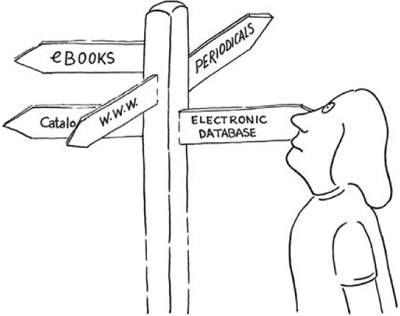 eBOOKS
PERIODICALS
Catalo
W.W.W.
ELECTRONIC
DATABASE